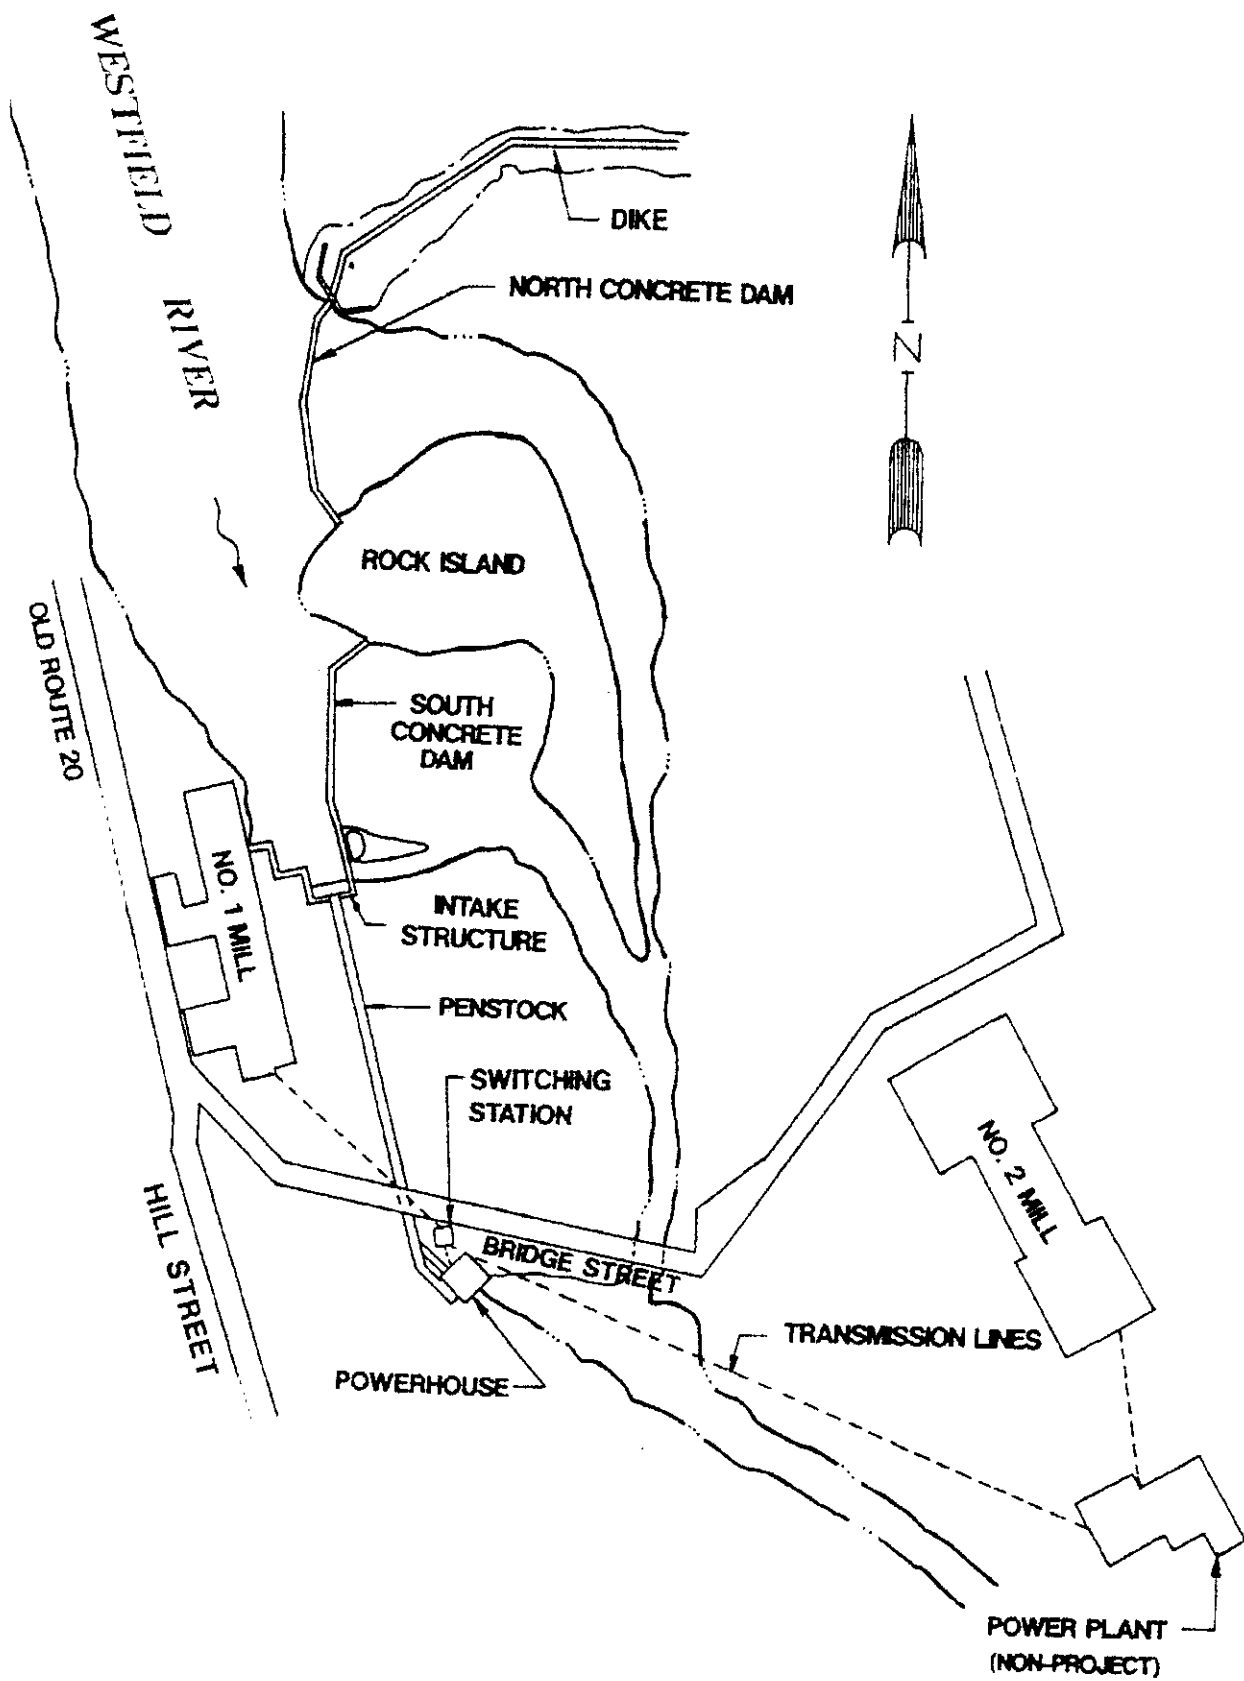 WESTFIELD
RIVER
DIKE
NORTH CONCRETE DAM
N
ROCK ISLAND
OLD ROUTE 20
SOUTH
CONCRETE
DAM
NO. 1 MILL
INTAKE
STRUCTURE
PENSTOCK
SWITCHING
STATION
NO. 2 MILL
HILL STREET
BRIDGE STREET
TRANSMISSION LINES
POWERHOUSE
POWER PLANT
(NON-PROJECT)